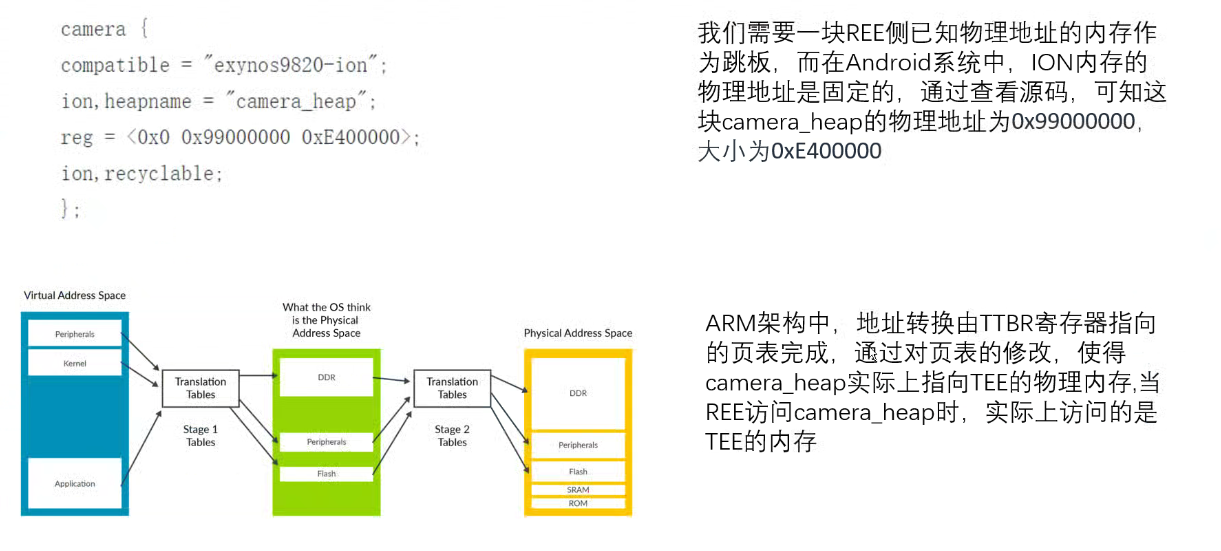 camera {
compatible = "exynos9820-ion";
ion,heapname = "camera_heap";
reg = <0x0 0x99000000 0xE400000>;
ion,recyclable;
};
我们需要一块REE侧已知物理地址的内存作
为跳板，而在Android系统中，ION内存的
物理地址是固定的，通过查看源码，可知这
块camera_heap的物理地址为0x99000000，
大小为0xE400000
Virtual Address Space
Peripherals
Kernel
Application
Translation
Tables
Stage 1
Tables
What the OS think
is the Physical
Address Space
DDR
Peripherals
Flash
Translation
Tables
Stage 2
Tables
Physical Address Space
DDR
Peripherals
Flash
SRAM
ROM
ARM架构中，地址转换由TTBR寄存器指向
的页表完成，通过对页表的修改，使得
camera_heap实际上指向TEE的物理内存,当
REE访问camera_heap时，实际上访问的是
TEE的内存